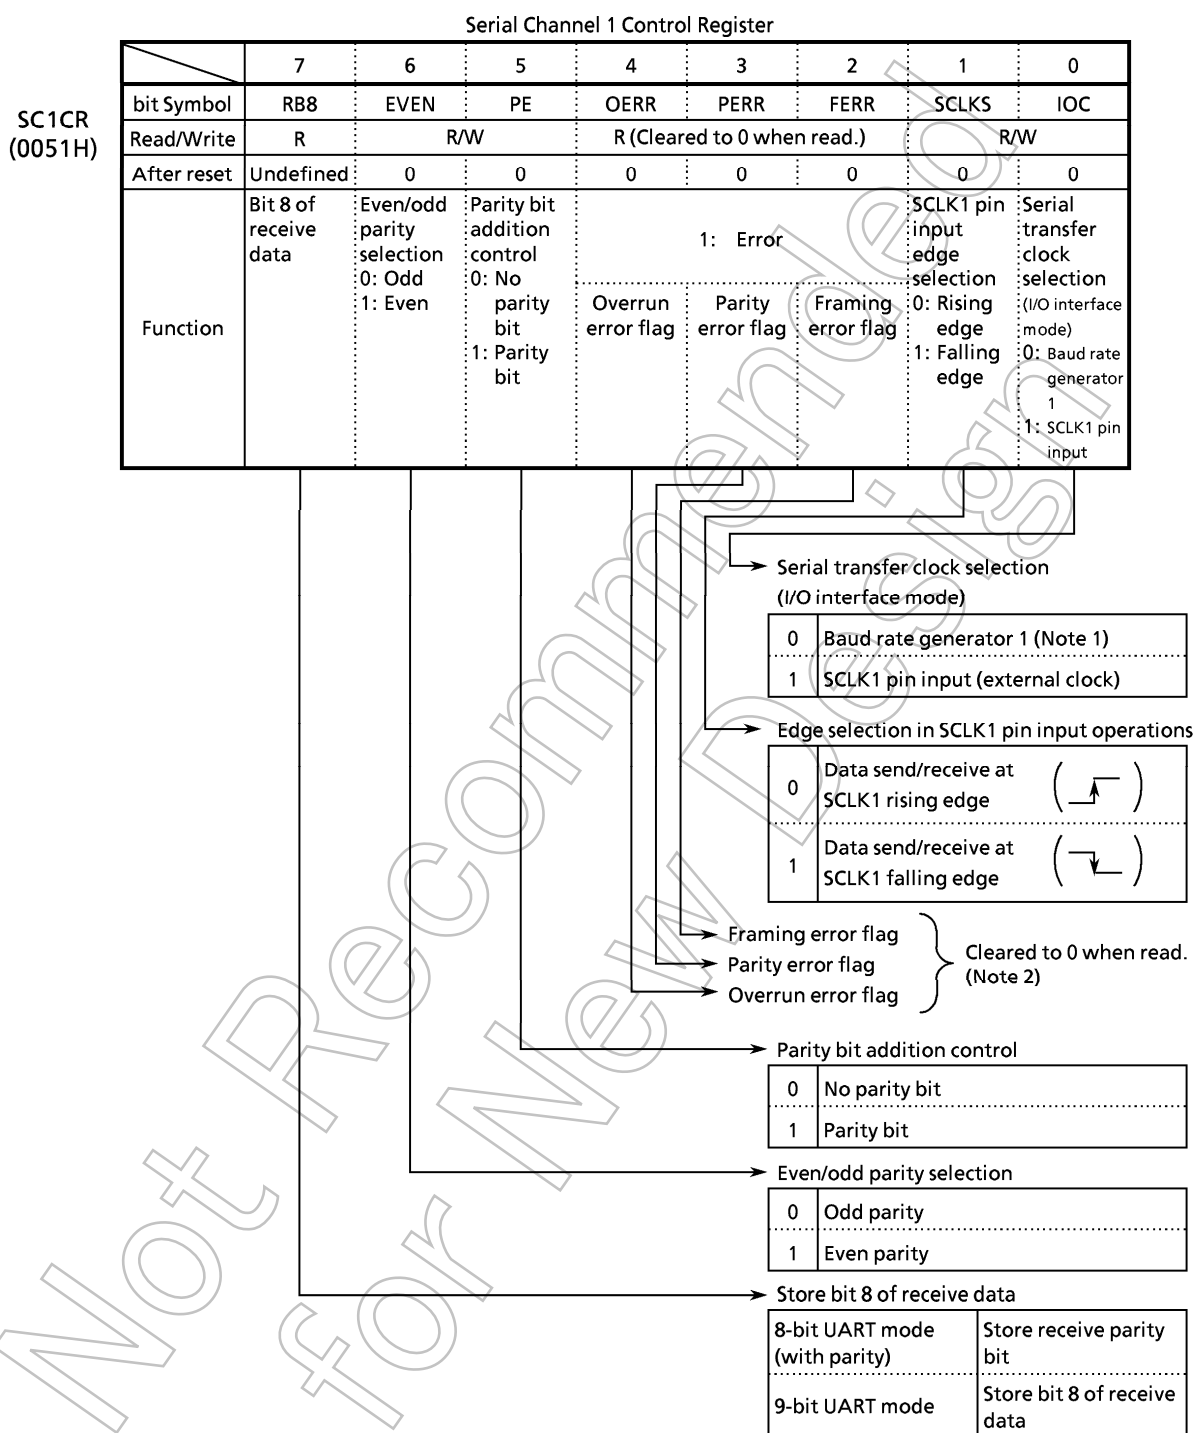 Serial Channel 1 Control Register
SC1CR
(0051H)
7 6 5 4 3 2 1 0
bit Symbol RB8 EVEN PE OERR PERR FERR SCLKS IOC
Read/Write R R/W R (Cleared to 0 when read.) R/W
After reset Undefined 0 0 0 0 0 0 0
Function
Bit 8 of
receive
data
Even/odd
parity
selection
0: Odd
1: Even
Parity bit
addition
control
0: No
parity
bit
1: Parity
bit
1: Error
Overrun
error flag
Parity
error flag
Framing
error flag
SCLK1 pin
input
edge
selection
0: Rising
edge
1: Falling
edge
Serial
transfer
clock
selection
(I/O interface
mode)
0: Baud rate
generator
1
1: SCLK1 pin
input
Serial transfer clock selection
(I/O interface mode)
0 Baud rate generator 1 (Note 1)
1 SCLK1 pin input (external clock)
Edge selection in SCLK1 pin input operations
0 Data send/receive at
SCLK1 rising edge
1 Data send/receive at
SCLK1 falling edge
Framing error flag
Parity error flag
Overrun error flag
Cleared to 0 when read.
(Note 2)
Parity bit addition control
0 No parity bit
1 Parity bit
Even/odd parity selection
0 Odd parity
1 Even parity
Store bit 8 of receive data
8-bit UART mode
(with parity)
Store receive parity
bit
9-bit UART mode
Store bit 8 of receive
data
Not Recommended
for New Design